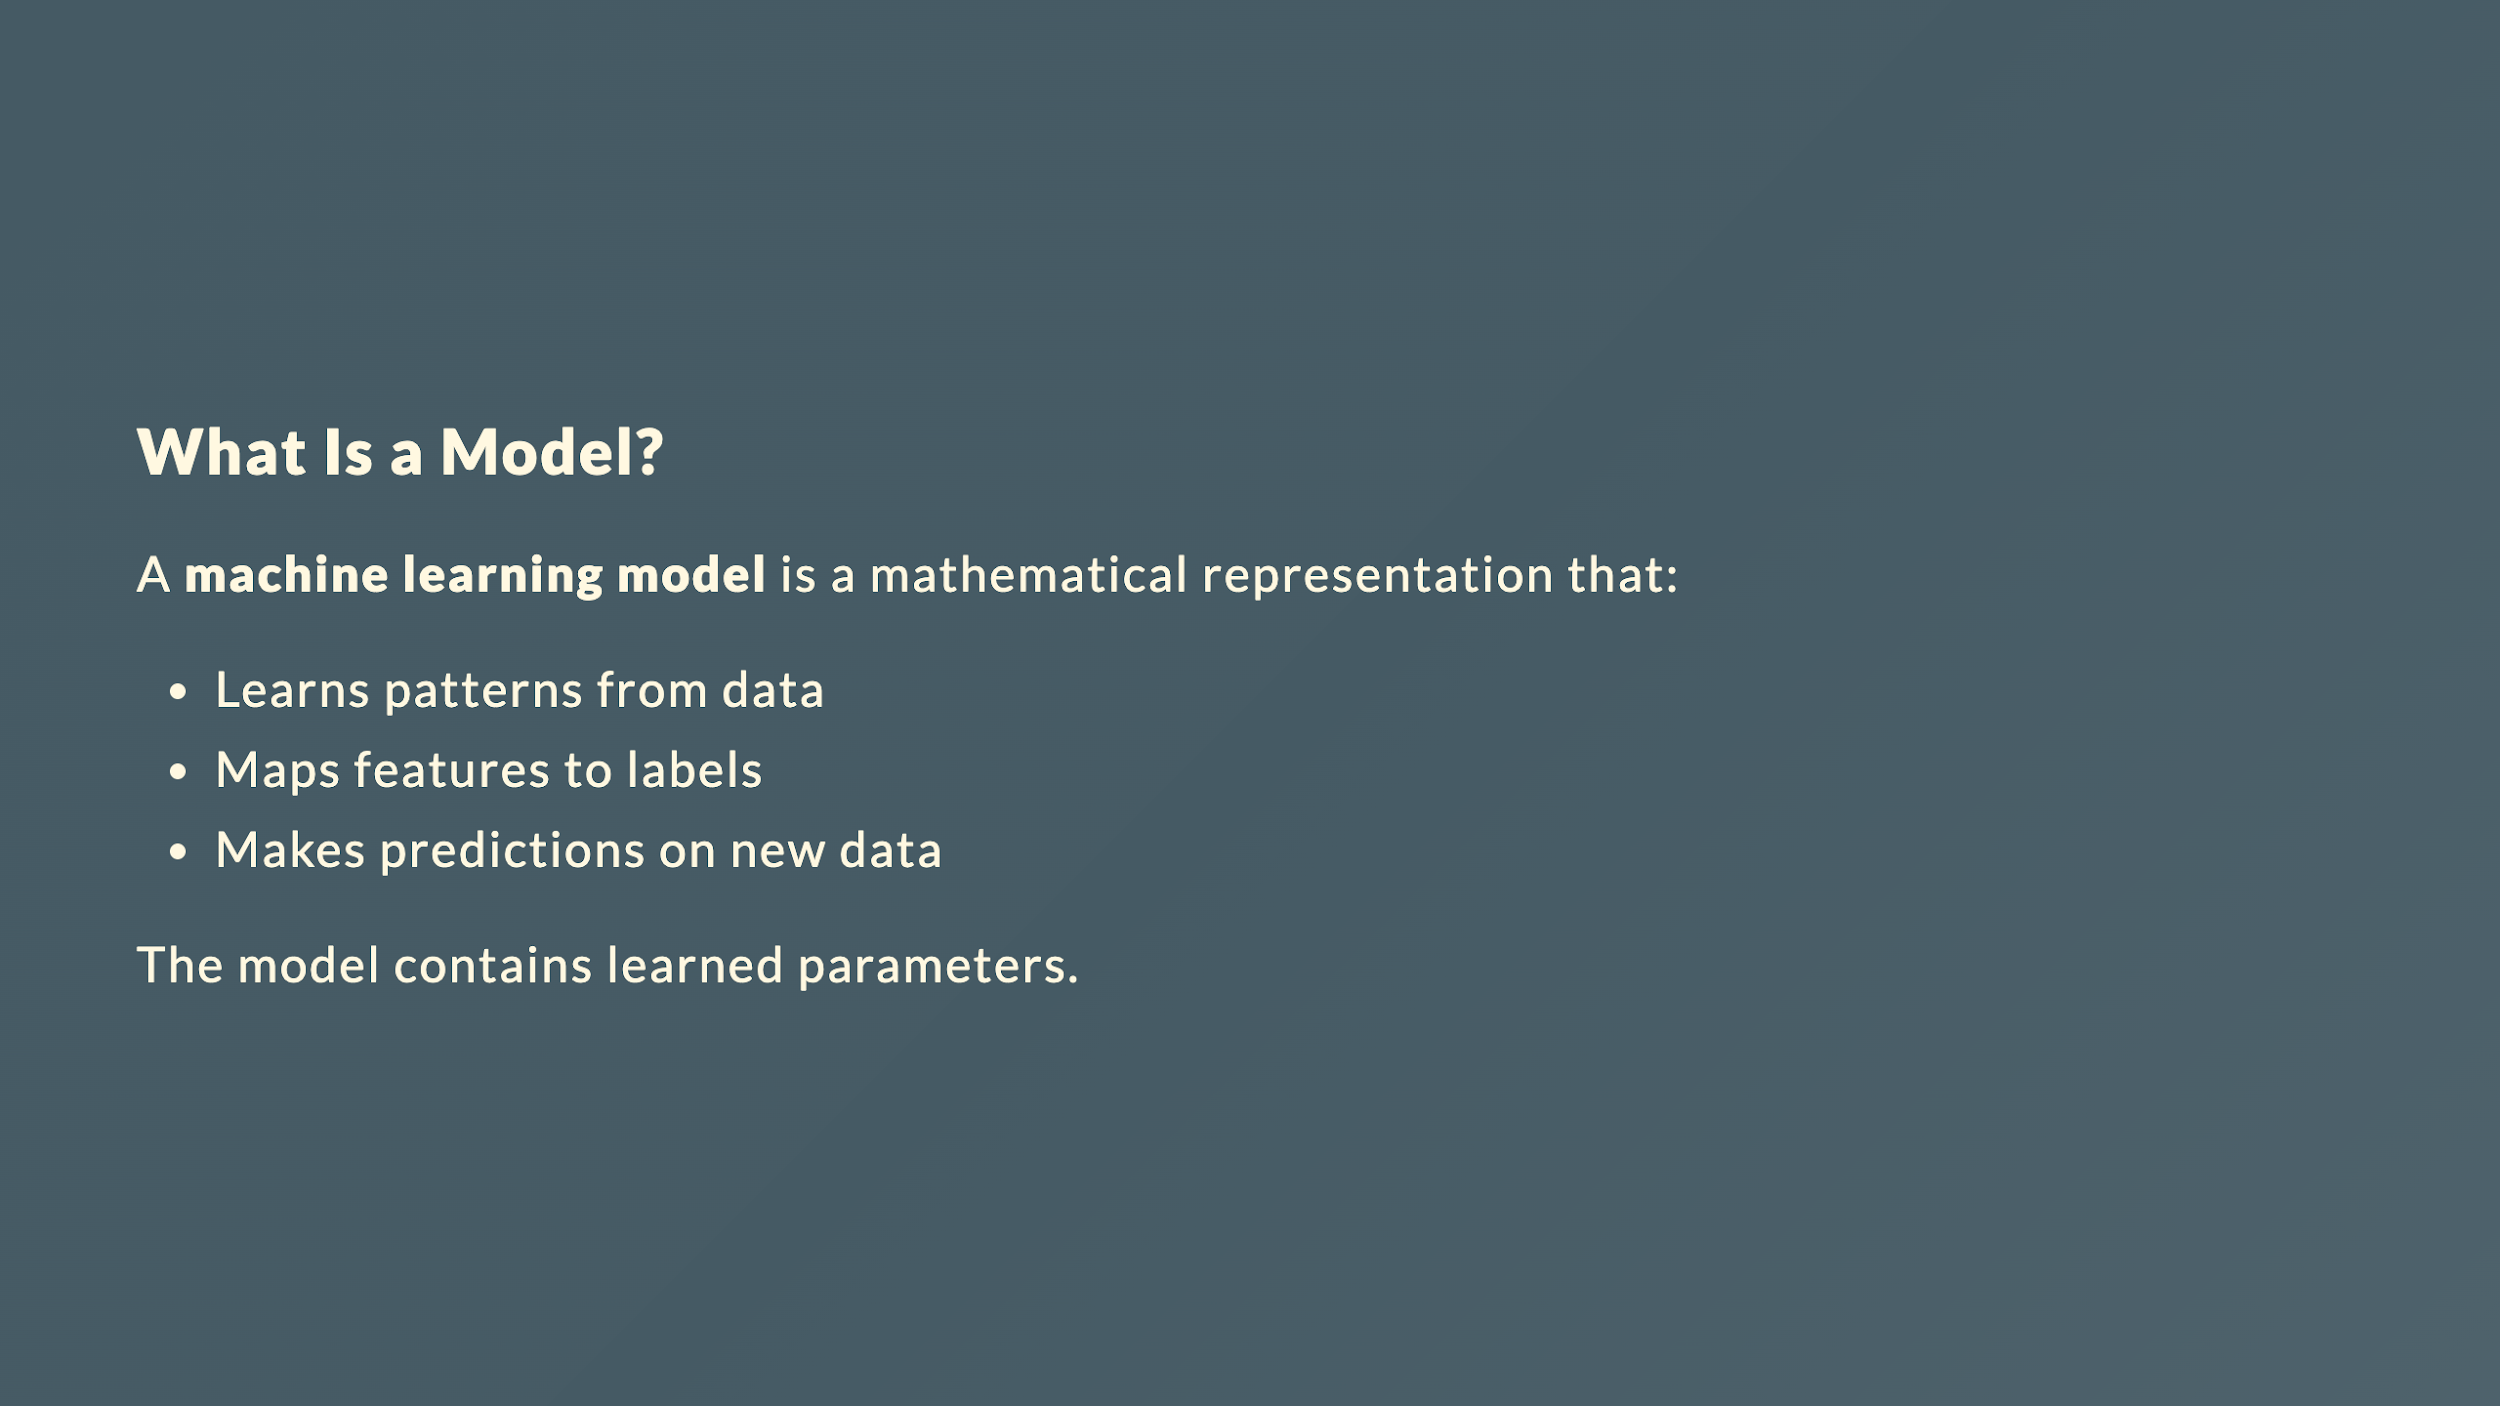 What Is a Model?
A machine learning model is a mathematical representation that:
• Learns patterns from data
• Maps features to labels
• Makes predictions on new data
The model contains learned parameters.